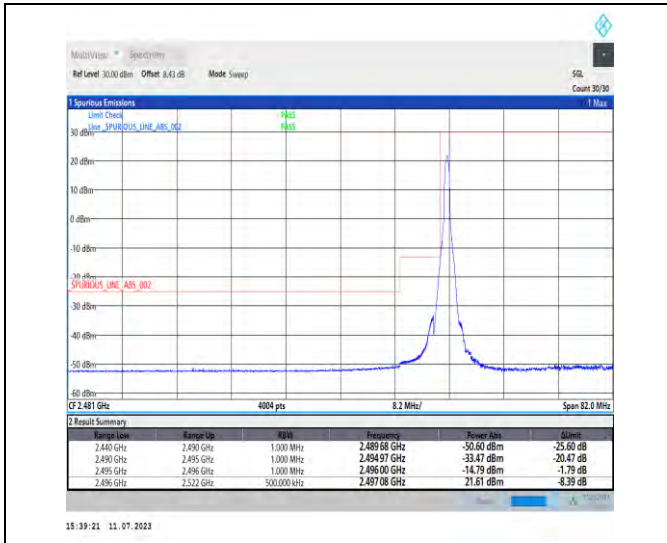 MultiView Spectrum
Ref Level 30.00 dBm Offset 8.43 dB Mode Sweep SGL
Count 30/30
1 Spurious Emissions 1 Max
Limit Check PASS
Line _SPURIOUS_LINE_ABS_002 PASS
30 dBm
20 dBm
10 dBm
0 dBm
-10 dBm
-20 dBm
_SPURIOUS_LINE_ABS_002
-30 dBm
-40 dBm
-50 dBm
-60 dBm
CF 2.481 GHz 4004 pts 8.2 MHz/ Span 82.0 MHz
2 Result Summary
Range Low Range Up RBW Frequency Power Abs ΔLimit
2.440 GHz 2.490 GHz 1.000 MHz 2.489 68 GHz -50.60 dBm -25.60 dB
2.490 GHz 2.495 GHz 1.000 MHz 2.494 97 GHz -33.47 dBm -20.47 dB
2.495 GHz 2.496 GHz 1.000 MHz 2.496 00 GHz -14.79 dBm -1.79 dB
2.496 GHz 2.522 GHz 500.000 kHz 2.497 08 GHz 21.61 dBm -8.39 dB
15:39:21 11.07.2023